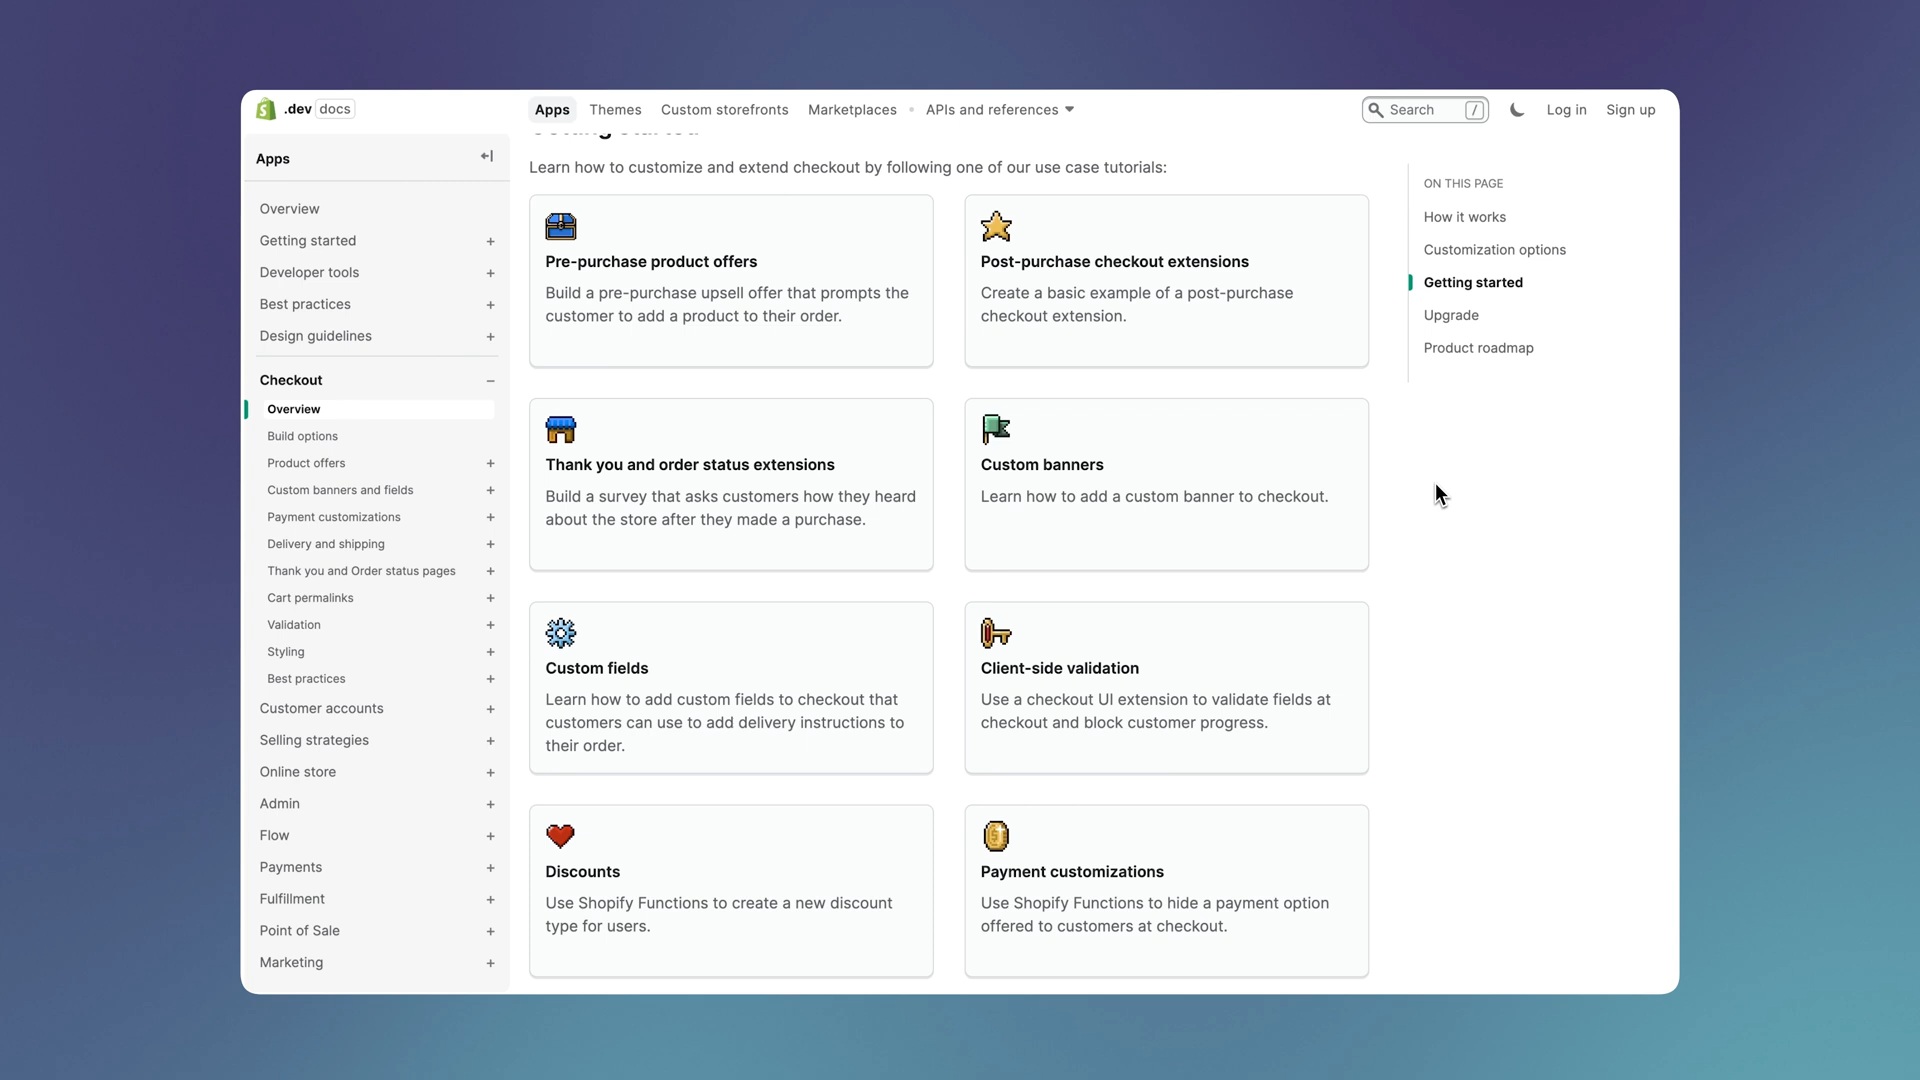 .dev docs
Apps
Themes
Custom storefronts
Marketplaces
APIs and references
Search /
Log in
Sign up
Apps
Overview
Getting started
Developer tools
Best practices
Design guidelines
Checkout
Overview
Build options
Product offers
Custom banners and fields
Payment customizations
Delivery and shipping
Thank you and Order status pages
Cart permalinks
Validation
Styling
Best practices
Customer accounts
Selling strategies
Online store
Admin
Flow
Payments
Fulfillment
Point of Sale
Marketing
Learn how to customize and extend checkout by following one of our use case tutorials:
Pre-purchase product offers
Build a pre-purchase upsell offer that prompts the
customer to add a product to their order.
Post-purchase checkout extensions
Create a basic example of a post-purchase
checkout extension.
Thank you and order status extensions
Build a survey that asks customers how they heard
about the store after they made a purchase.
Custom banners
Learn how to add a custom banner to checkout.
Custom fields
Learn how to add custom fields to checkout that
customers can use to add delivery instructions to
their order.
Client-side validation
Use a checkout UI extension to validate fields at
checkout and block customer progress.
Discounts
Use Shopify Functions to create a new discount
type for users.
Payment customizations
Use Shopify Functions to hide a payment option
offered to customers at checkout.
ON THIS PAGE
How it works
Customization options
Getting started
Upgrade
Product roadmap